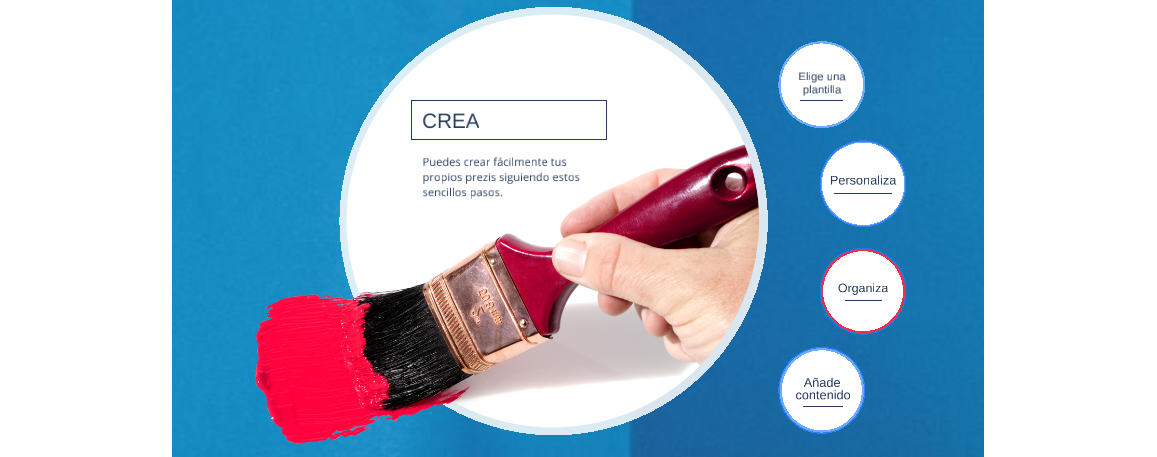 CREA
Puedes crear fácilmente tus
propios prezis siguiendo estos
sencillos pasos.
Elige una
plantilla
Personaliza
Organiza
Añade
contenido